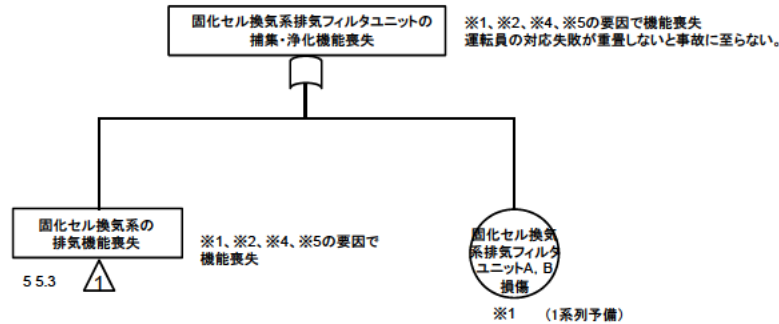 固化セル換気系排気フィルタユニットの
捕集・浄化機能喪失
※1、※2、※4、※5の要因で機能喪失
運転員の対応失敗が重畳しないと事故に至らない。
固化セル換気系の
排気機能喪失
※1、※2、※4、※5の要因で
機能喪失
5 5.3
1
固化セル換気
系排気フィルタ
ユニットA, B
損傷
※1 (1系列予備)